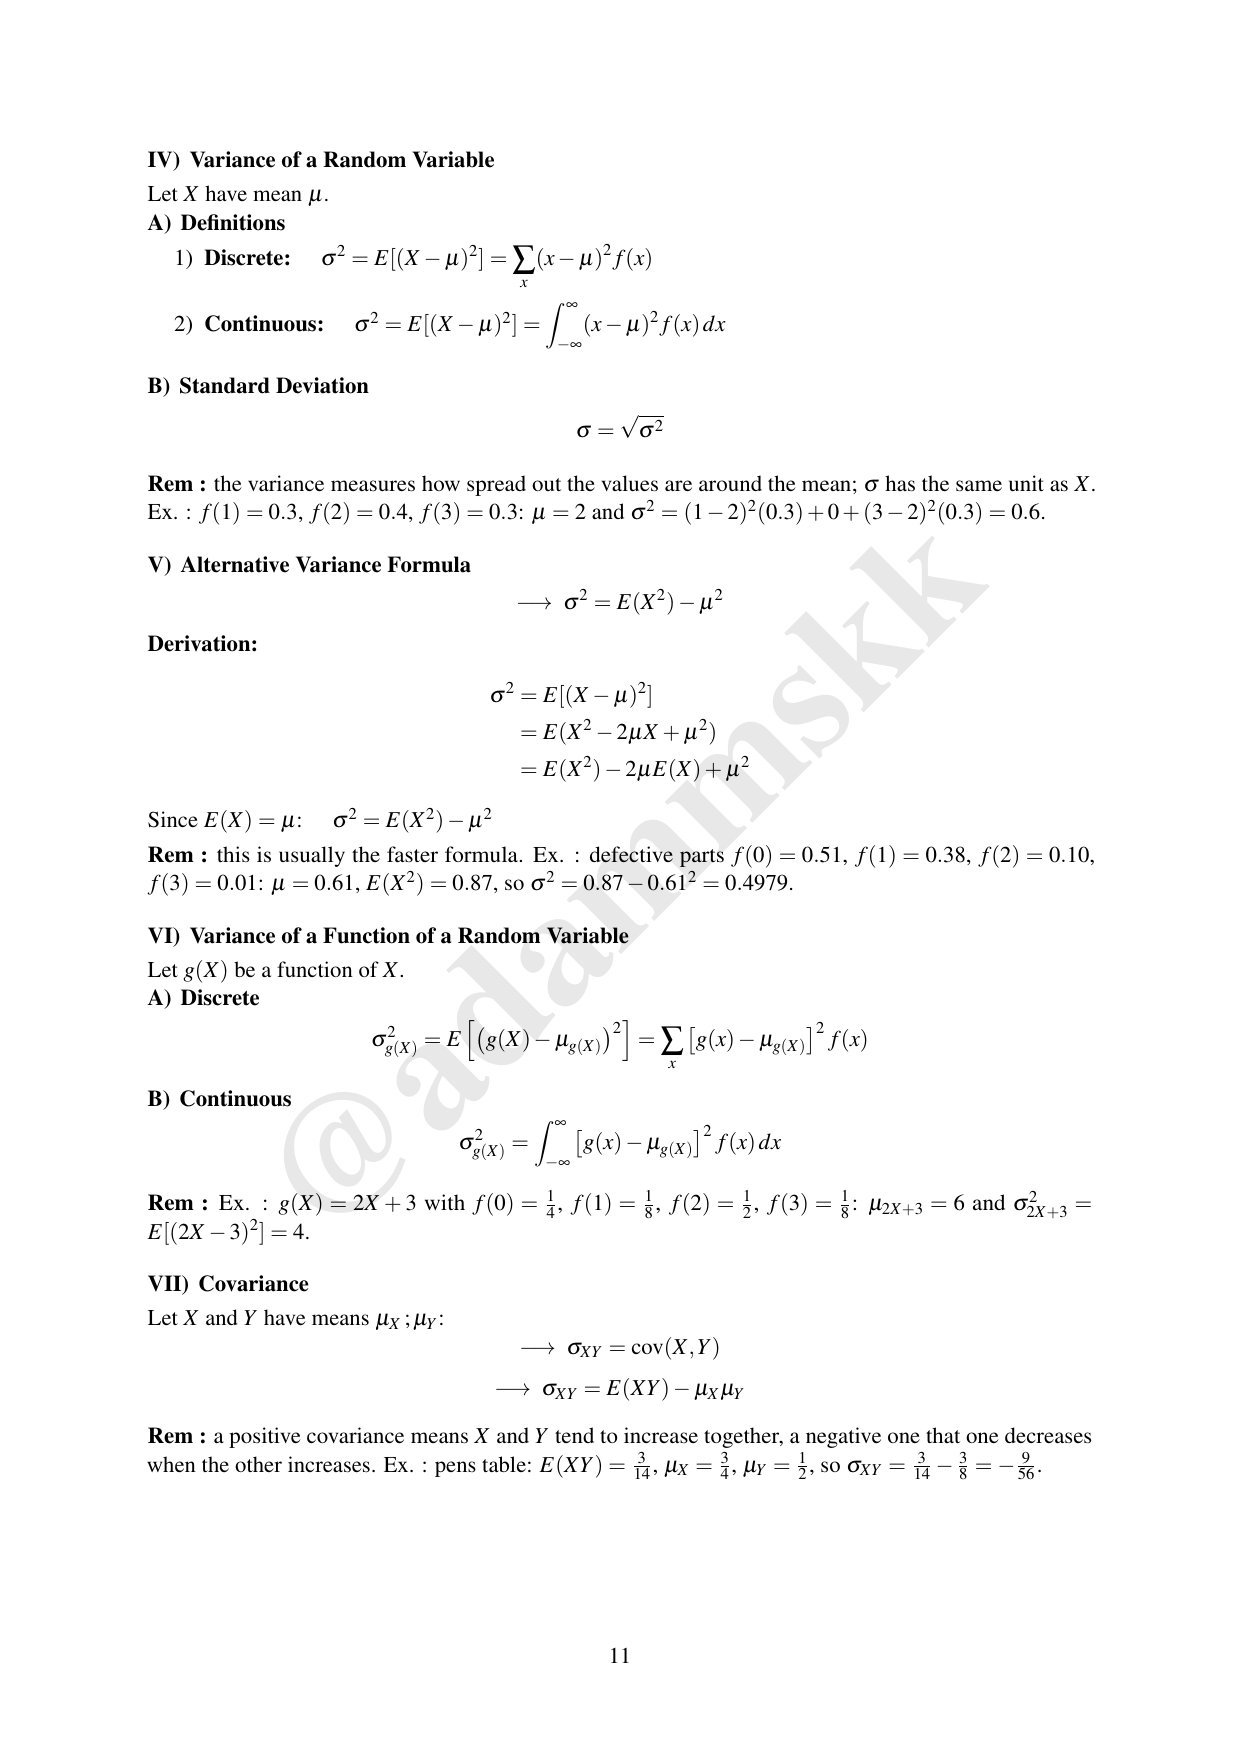 IV) Variance of a Random Variable
Let X have mean μ.
A) Definitions
1) Discrete: σ² = E[(X − μ)²] = ∑ₓ (x − μ)² f(x)
2) Continuous: σ² = E[(X − μ)²] = ∫_{−∞}^{∞} (x − μ)² f(x) dx
B) Standard Deviation
σ = √σ²
Rem : the variance measures how spread out the values are around the mean; σ has the same unit as X.
Ex. : f(1) = 0.3, f(2) = 0.4, f(3) = 0.3: μ = 2 and σ² = (1 − 2)²(0.3) + 0 + (3 − 2)²(0.3) = 0.6.
V) Alternative Variance Formula
⟶ σ² = E(X²) − μ²
Derivation:
σ² = E[(X − μ)²]
= E(X² − 2μX + μ²)
= E(X²) − 2μE(X) + μ²
Since E(X) = μ: σ² = E(X²) − μ²
Rem : this is usually the faster formula. Ex. : defective parts f(0) = 0.51, f(1) = 0.38, f(2) = 0.10,
f(3) = 0.01: μ = 0.61, E(X²) = 0.87, so σ² = 0.87 − 0.61² = 0.4979.
VI) Variance of a Function of a Random Variable
Let g(X) be a function of X.
A) Discrete
σ²_{g(X)} = E[(g(X) − μ_{g(X)})²] = ∑ₓ [g(x) − μ_{g(X)}]² f(x)
B) Continuous
σ²_{g(X)} = ∫_{−∞}^{∞} [g(x) − μ_{g(X)}]² f(x) dx
Rem : Ex. : g(X) = 2X + 3 with f(0) = 1/4, f(1) = 1/8, f(2) = 1/2, f(3) = 1/8: μ_{2X+3} = 6 and σ²_{2X+3} =
E[(2X − 3)²] = 4.
VII) Covariance
Let X and Y have means μ_X ; μ_Y:
⟶ σ_{XY} = cov(X,Y)
⟶ σ_{XY} = E(XY) − μ_X μ_Y
Rem : a positive covariance means X and Y tend to increase together, a negative one that one decreases
when the other increases. Ex. : pens table: E(XY) = 3/14, μ_X = 3/4, μ_Y = 1/2, so σ_{XY} = 3/14 − 3/8 = −9/56.
11
@adammskk